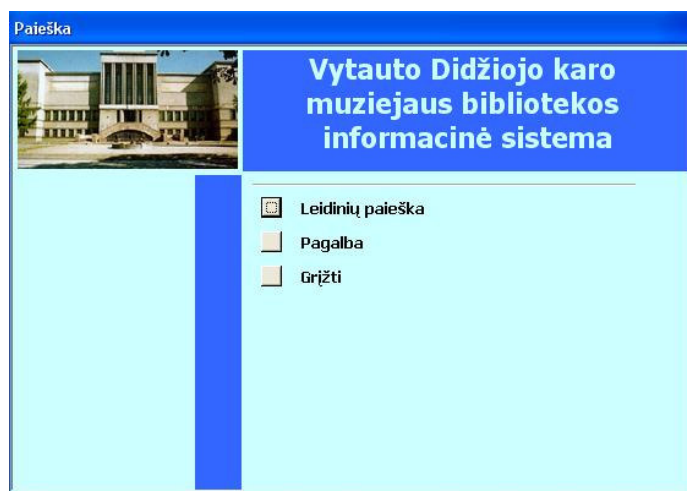 Paieška
Vytauto Didžiojo karo
muziejaus bibliotekos
informacinė sistema
Leidinių paieška
Pagalba
Grįžti